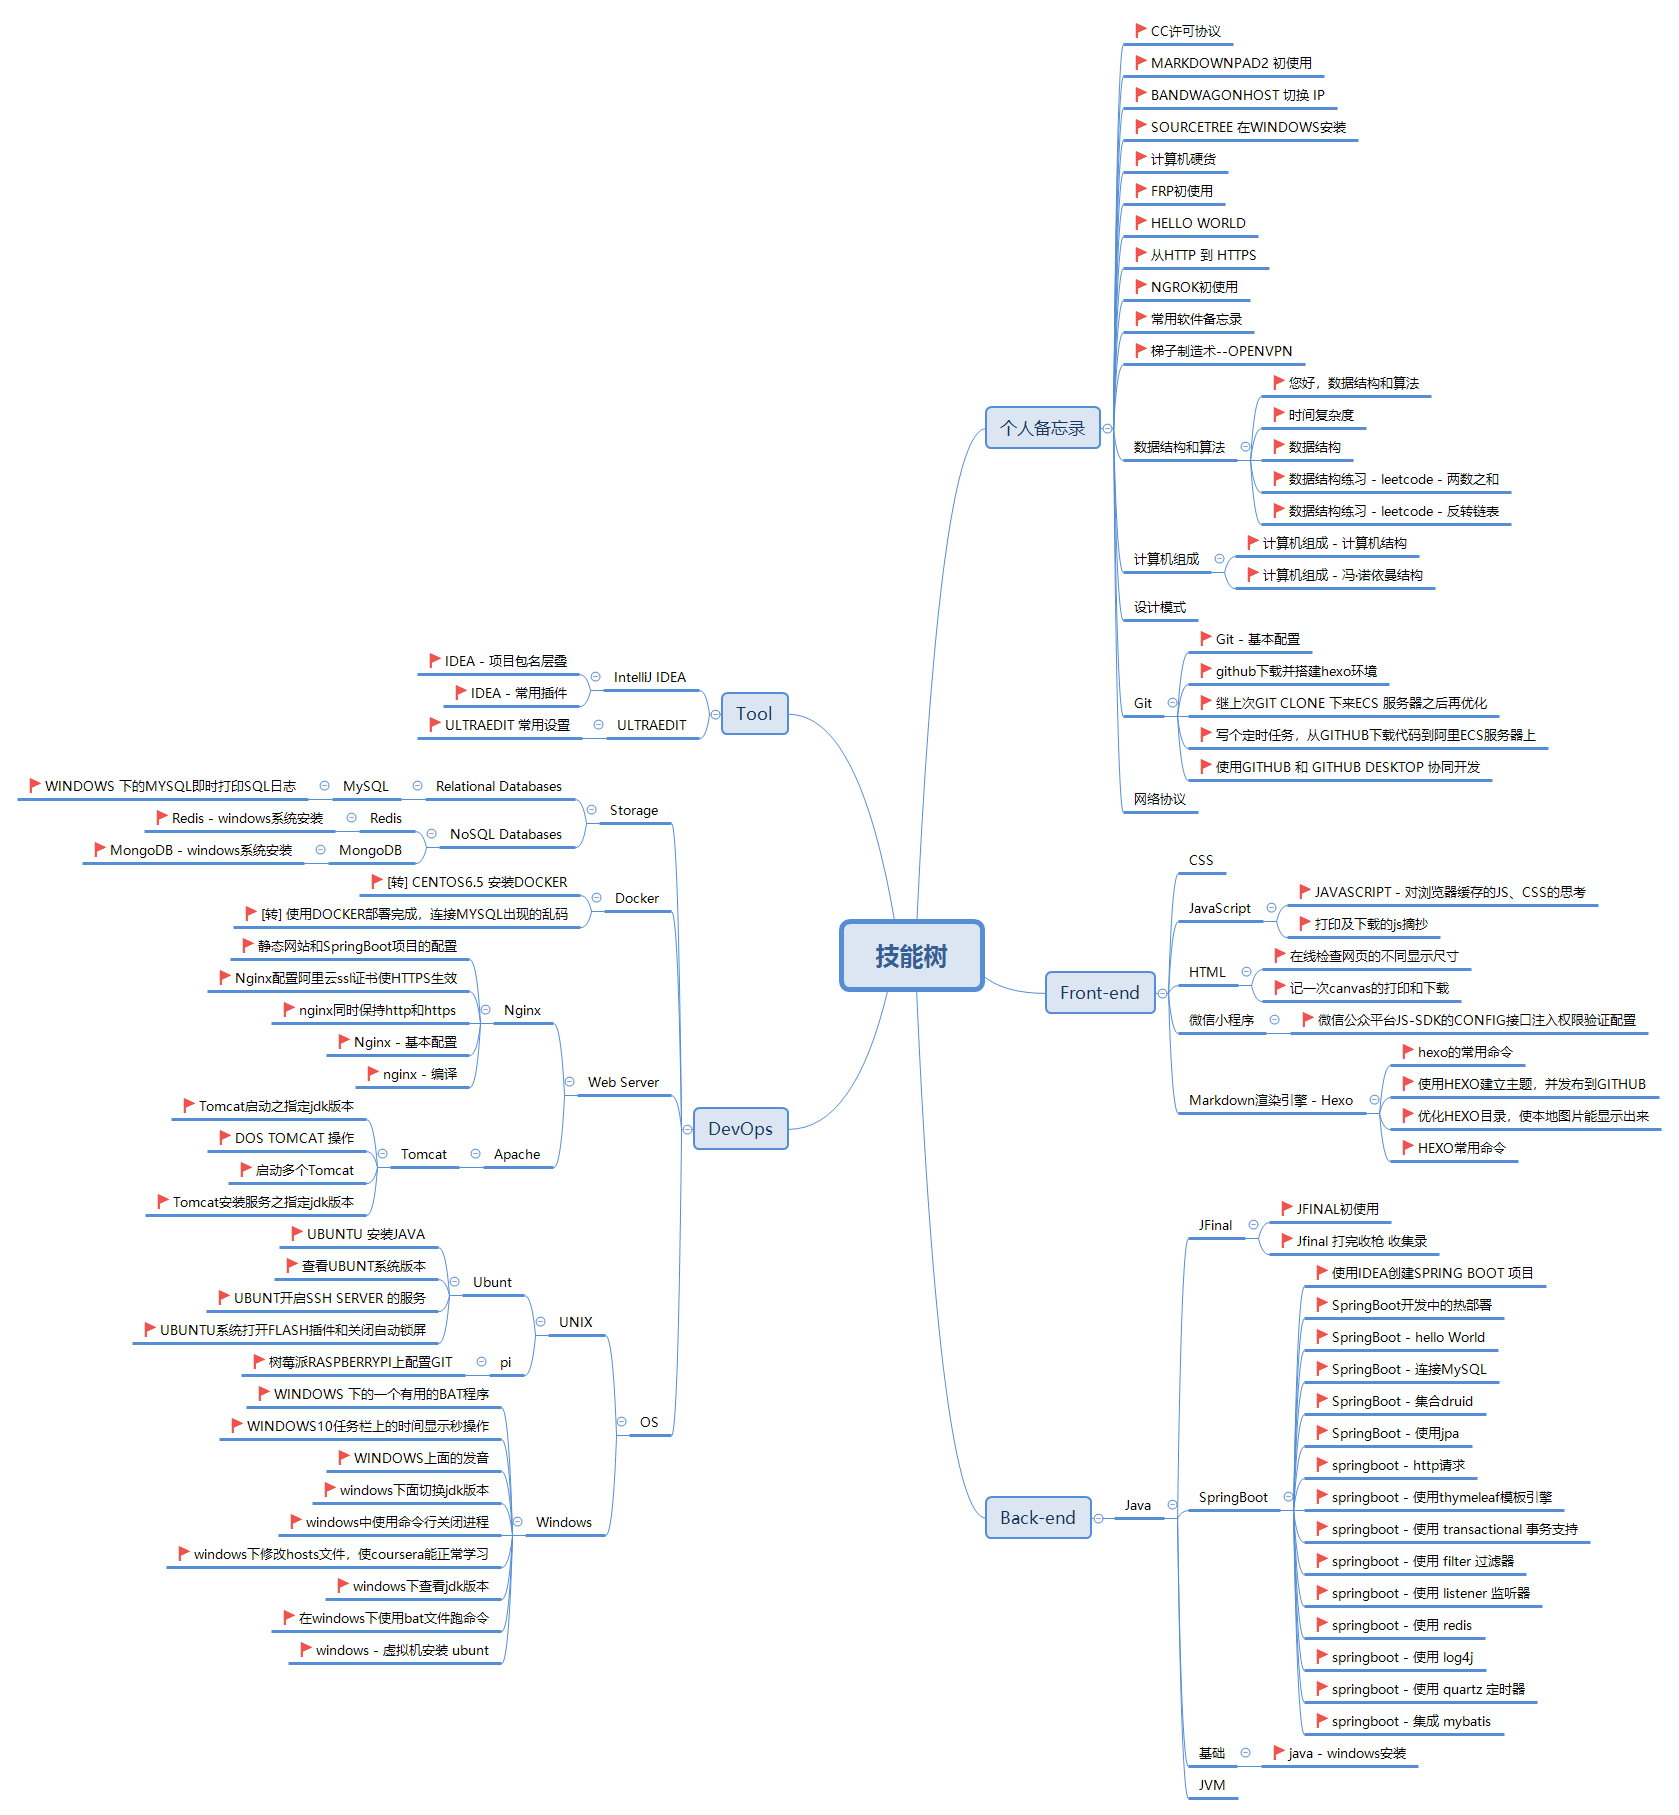 技能树
个人备忘录
CC许可协议
MARKDOWNPAD2 初使用
BANDWAGONHOST 切换 IP
SOURCETREE 在WINDOWS安装
计算机硬货
FRP初使用
HELLO WORLD
从HTTP 到 HTTPS
NGROK初使用
常用软件备忘录
梯子制造术--OPENVPN
数据结构和算法
您好，数据结构和算法
时间复杂度
数据结构
数据结构练习 - leetcode - 两数之和
数据结构练习 - leetcode - 反转链表
计算机组成
计算机组成 - 计算机结构
计算机组成 - 冯·诺依曼结构
设计模式
Git
Git - 基本配置
github下载并搭建hexo环境
继上次GIT CLONE 下来ECS 服务器之后再优化
写个定时任务，从GITHUB下载代码到阿里ECS服务器上
使用GITHUB 和 GITHUB DESKTOP 协同开发
网络协议
Front-end
CSS
JavaScript
JAVASCRIPT - 对浏览器缓存的JS、CSS的思考
打印及下载的js摘抄
HTML
在线检查网页的不同显示尺寸
记一次canvas的打印和下载
微信小程序
微信公众平台JS-SDK的CONFIG接口注入权限验证配置
Markdown渲染引擎 - Hexo
hexo的常用命令
使用HEXO建立主题，并发布到GITHUB
优化HEXO目录，使本地图片能显示出来
HEXO常用命令
Back-end
Java
JFinal
JFINAL初使用
Jfinal 打完收枪 收集录
SpringBoot
使用IDEA创建SPRING BOOT 项目
SpringBoot开发中的热部署
SpringBoot - hello World
SpringBoot - 连接MySQL
SpringBoot - 集合druid
SpringBoot - 使用jpa
springboot - http请求
springboot - 使用thymeleaf模板引擎
springboot - 使用 transactional 事务支持
springboot - 使用 filter 过滤器
springboot - 使用 listener 监听器
springboot - 使用 redis
springboot - 使用 log4j
springboot - 使用 quartz 定时器
springboot - 集成 mybatis
基础
java - windows安装
JVM
Tool
IntelliJ IDEA
IDEA - 项目包名层叠
IDEA - 常用插件
ULTRAEDIT
ULTRAEDIT 常用设置
DevOps
Storage
Relational Databases
MySQL
WINDOWS 下的MYSQL即时打印SQL日志
NoSQL Databases
Redis
Redis - windows系统安装
MongoDB
MongoDB - windows系统安装
Docker
[转] CENTOS6.5 安装DOCKER
[转] 使用DOCKER部署完成，连接MYSQL出现的乱码
Web Server
Nginx
静态网站和SpringBoot项目的配置
Nginx配置阿里云ssl证书使HTTPS生效
nginx同时保持http和https
Nginx - 基本配置
nginx - 编译
Apache
Tomcat
Tomcat启动之指定jdk版本
DOS TOMCAT 操作
启动多个Tomcat
Tomcat安装服务之指定jdk版本
OS
UNIX
Ubunt
UBUNTU 安装JAVA
查看UBUNT系统版本
UBUNT开启SSH SERVER 的服务
UBUNTU系统打开FLASH插件和关闭自动锁屏
pi
树莓派RASPBERRYPI上配置GIT
Windows
WINDOWS 下的一个有用的BAT程序
WINDOWS10任务栏上的时间显示秒操作
WINDOWS上面的发音
windows下面切换jdk版本
windows中使用命令行关闭进程
windows下修改hosts文件，使coursera能正常学习
windows下查看jdk版本
在windows下使用bat文件跑命令
windows - 虚拟机安装 ubunt